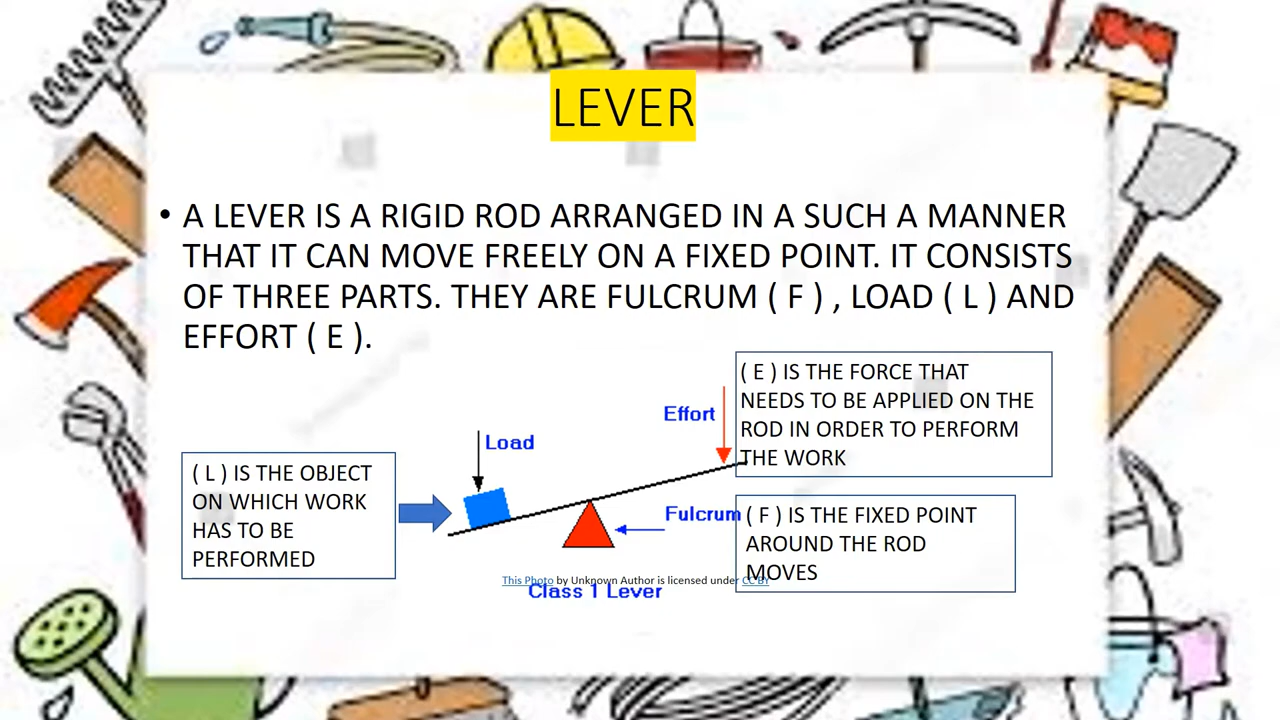 LEVER
• A LEVER IS A RIGID ROD ARRANGED IN A SUCH A MANNER
THAT IT CAN MOVE FREELY ON A FIXED POINT. IT CONSISTS
OF THREE PARTS. THEY ARE FULCRUM ( F ) , LOAD ( L ) AND
EFFORT ( E ).
( E ) IS THE FORCE THAT
NEEDS TO BE APPLIED ON THE
ROD IN ORDER TO PERFORM
THE WORK
Effort
Load
( L ) IS THE OBJECT
ON WHICH WORK
HAS TO BE
PERFORMED
Fulcrum
( F ) IS THE FIXED POINT
AROUND THE ROD
MOVES
This Photo by Unknown Author is licensed under CC BY
Class 1 Lever